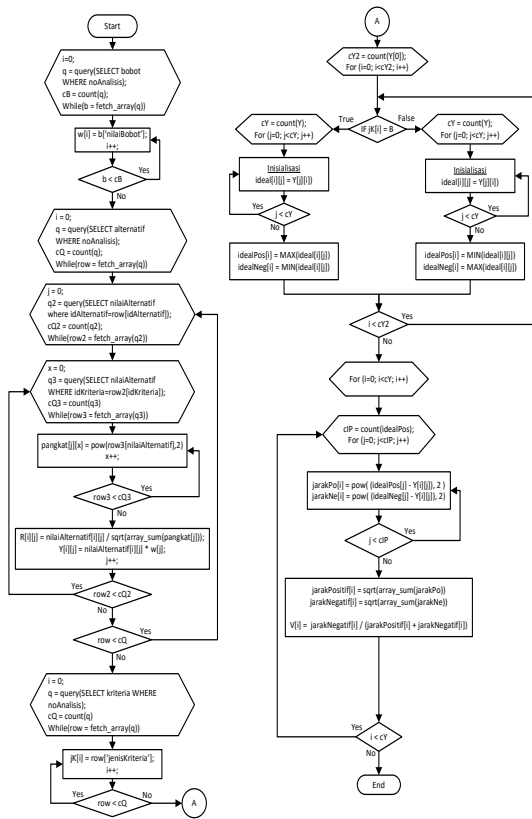 Start
i=0;
q = query(SELECT bobot
WHERE noAnalisis);
cB = count(q);
While(b = fetch_array(q))
w[i] = b['nilaiBobot'];
i++;
b < cB
Yes
No
i = 0;
q = query(SELECT alternatif
WHERE noAnalisis);
cQ = count(q);
While(row = fetch_array(q))
j = 0;
q2 = query(SELECT nilaiAlternatif
where idAlternatif=row[idAlternatif]);
cQ2 = count(q2);
While(row2 = fetch_array(q2))
x = 0;
q3 = query(SELECT nilaiAlternatif
WHERE idKriteria=row2[idKriteria];
cQ3 = count(q3)
While(row3 = fetch_array(q3))
pangkat[j][x] = pow(row3[nilaiAlternatif],2)
x++;
row3 < cQ3
Yes
No
R[i][j] = nilaiAlternatif[i][j] / sqrt(array_sum(pangkat[j]));
Y[i][j] = nilaiAlternatif[i][j] * w[j];
j++;
row2 < cQ2
Yes
No
row < cQ
Yes
No
i = 0;
q = query(SELECT kriteria WHERE
noAnalisis);
cQ = count(q)
While(row = fetch_array(q))
jK[i] = row['jenisKriteria'];
i++;
row < cQ
Yes
No
A
A
cY2 = count(Y[0]);
For (i=0; i<cY2; i++)
IF jK[i] = B
True
False
cY = count(Y);
For (j=0; j<cY; j++)
cY = count(Y);
For (j=0; j<cY; j++)
Inisialisasi
ideal[i][j] = Y[j][i])
Inisialisasi
ideal[i][j] = Y[j][i])
j < cY
Yes
No
j < cY
Yes
No
idealPos[i] = MAX(ideal[i][j])
idealNeg[i] = MIN(ideal[i][j])
idealPos[i] = MIN(ideal[i][j])
idealNeg[i] = MAX(ideal[i][j])
i < cY2
Yes
No
For (i=0; i<cY; i++)
cIP = count(idealPos);
For (j=0; j<cIP; j++)
jarakPo[i] = pow( (idealPos[j] - Y[i][j]), 2 )
jarakNe[i] = pow( (idealNeg[j] - Y[i][j]), 2)
j < cIP
Yes
No
jarakPositif[i] = sqrt(array_sum(jarakPo))
jarakNegatif[i] = sqrt(array_sum(jarakNe))
V[i] = jarakNegatif[i] / (jarakPositif[i] + jarakNegatif[i])
i < cY
Yes
No
End